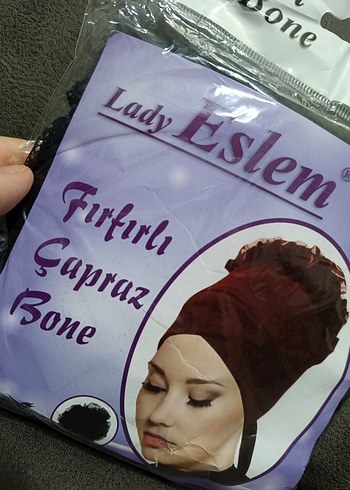 Bone
Lady Eslem®
Fırfırlı
Çapraz
Bone